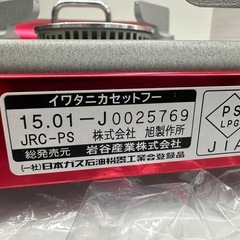 イワタニカセットフー
15.01-J0025769
JRC-PS 株式会社 旭製作所
総発売元 岩谷産業株式会社
(一社)日本ガス石油機器工業会登録品
PS
LPG
JIA